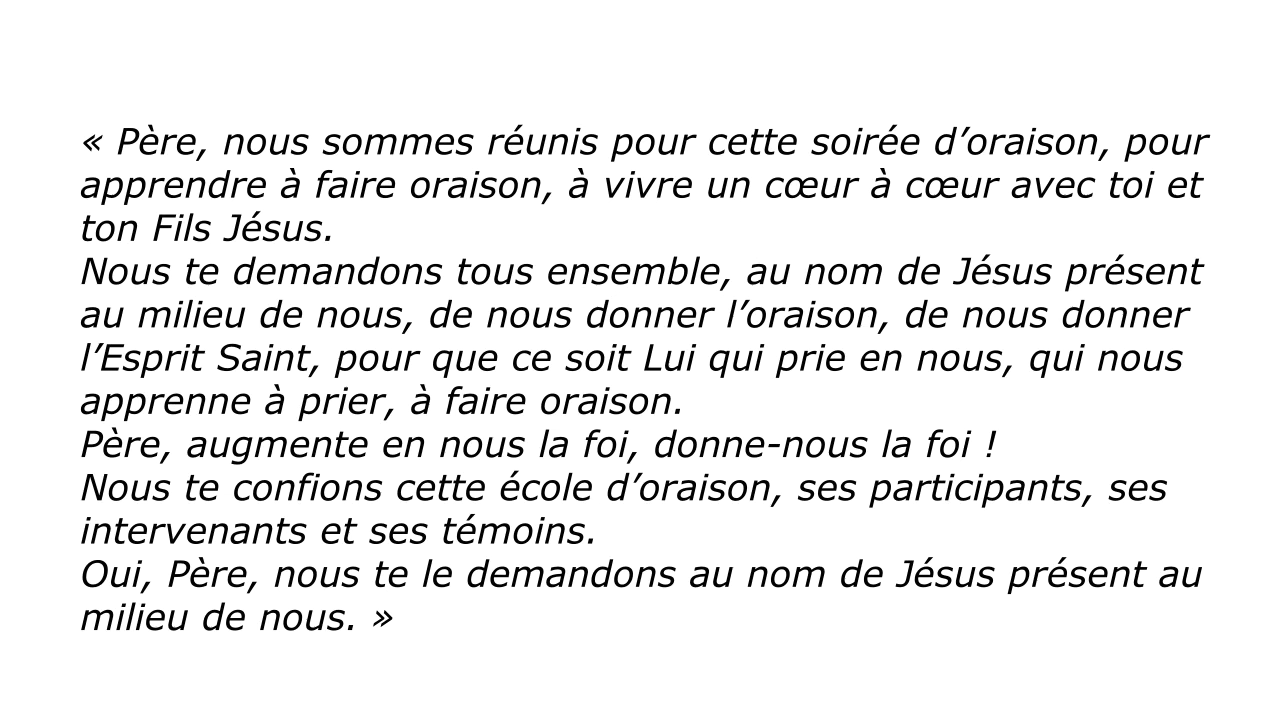 « Père, nous sommes réunis pour cette soirée d’oraison, pour
apprendre à faire oraison, à vivre un cœur à cœur avec toi et
ton Fils Jésus.
Nous te demandons tous ensemble, au nom de Jésus présent
au milieu de nous, de nous donner l’oraison, de nous donner
l’Esprit Saint, pour que ce soit Lui qui prie en nous, qui nous
apprenne à prier, à faire oraison.
Père, augmente en nous la foi, donne-nous la foi !
Nous te confions cette école d’oraison, ses participants, ses
intervenants et ses témoins.
Oui, Père, nous te le demandons au nom de Jésus présent au
milieu de nous. »